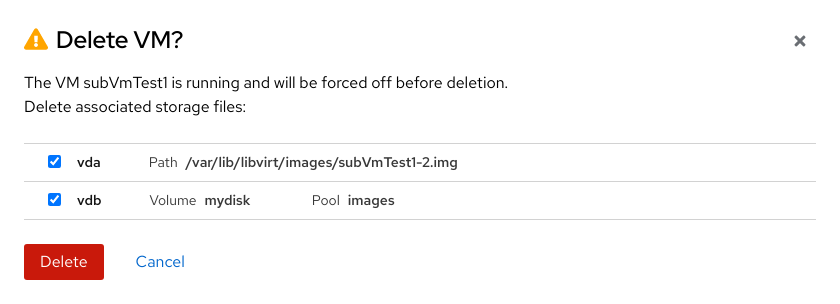 Delete VM?
The VM subVmTest1 is running and will be forced off before deletion.
Delete associated storage files:
vda Path /var/lib/libvirt/images/subVmTest1-2.img
vdb Volume mydisk Pool images
Delete Cancel